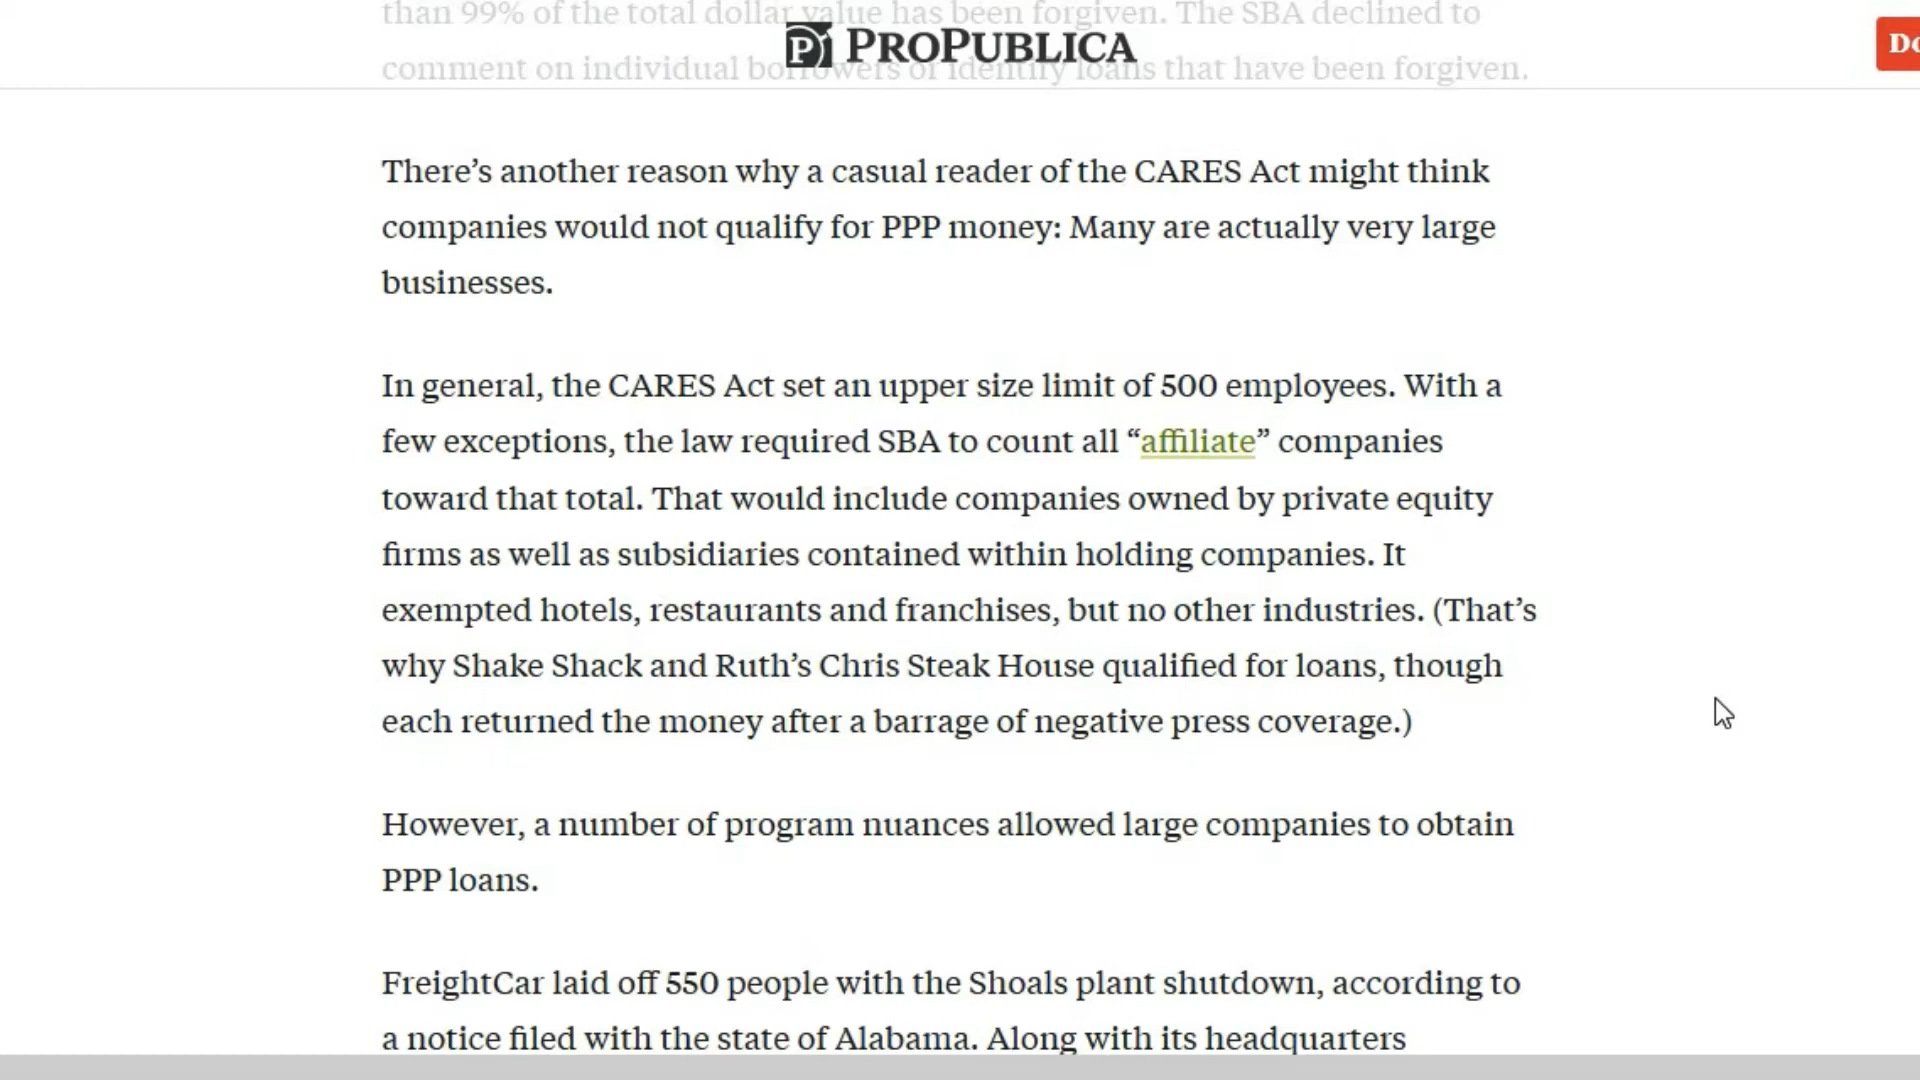 than 99% of the total dollar value has been forgiven. The SBA declined to
PROPUBLICA
Do
comment on individual borrowers or identify loans that have been forgiven.
There’s another reason why a casual reader of the CARES Act might think
companies would not qualify for PPP money: Many are actually very large
businesses.
In general, the CARES Act set an upper size limit of 500 employees. With a
few exceptions, the law required SBA to count all “affiliate” companies
toward that total. That would include companies owned by private equity
firms as well as subsidiaries contained within holding companies. It
exempted hotels, restaurants and franchises, but no other industries. (That’s
why Shake Shack and Ruth’s Chris Steak House qualified for loans, though
each returned the money after a barrage of negative press coverage.)
However, a number of program nuances allowed large companies to obtain
PPP loans.
FreightCar laid off 550 people with the Shoals plant shutdown, according to
a notice filed with the state of Alabama. Along with its headquarters